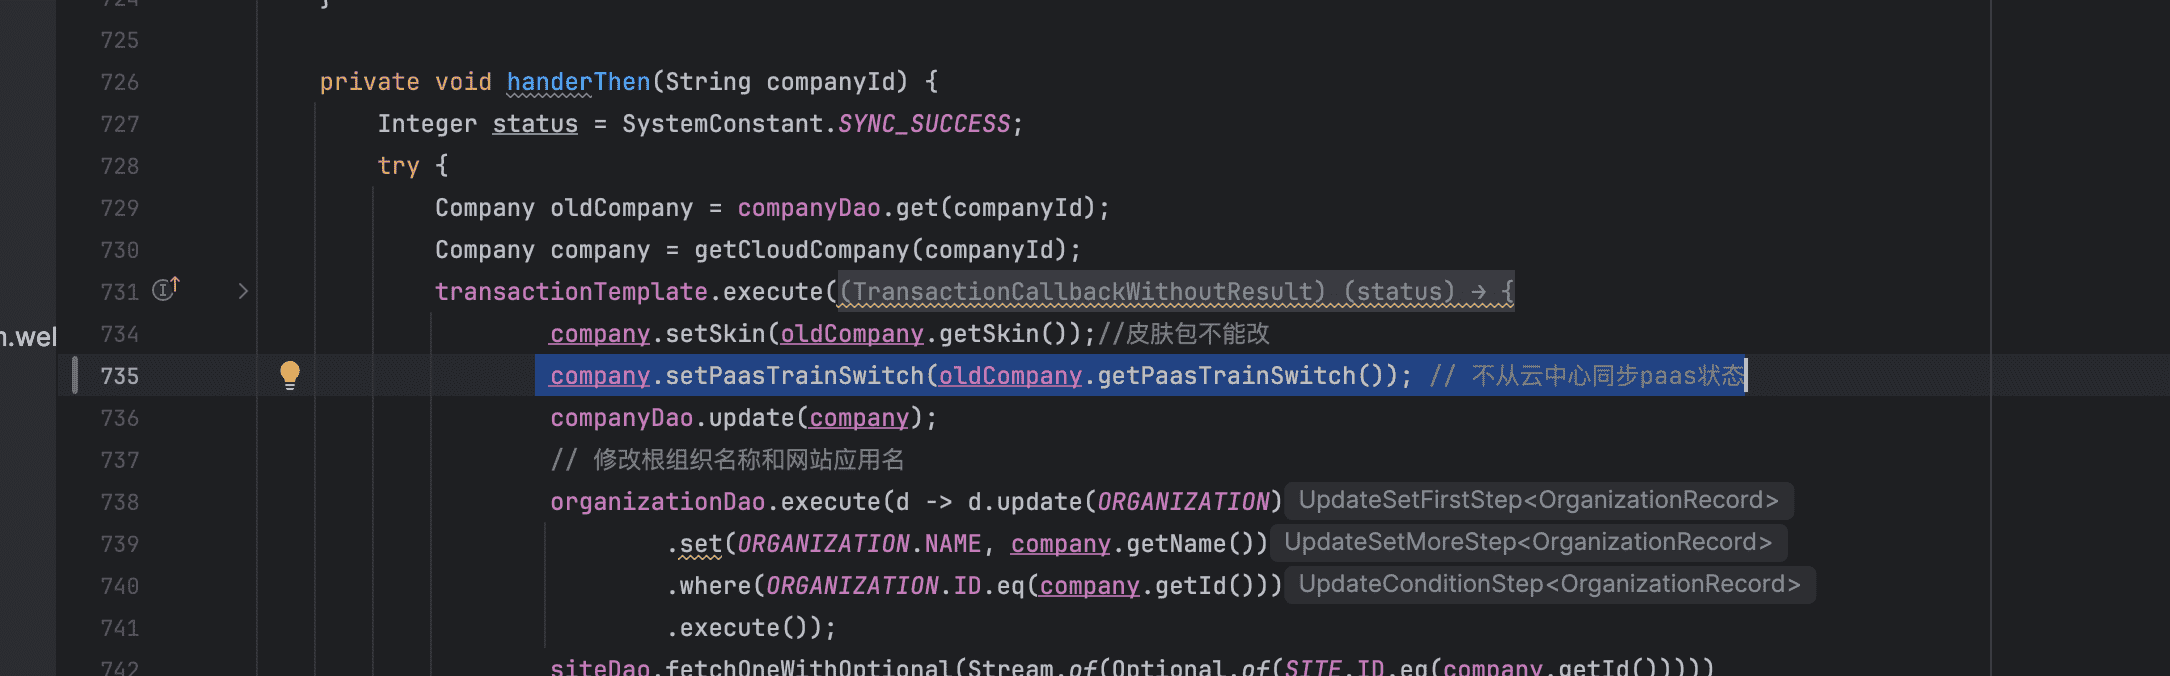 724 }
725
726 private void handerThen(String companyId) {
727 Integer status = SystemConstant.SYNC_SUCCESS;
728 try {
729 Company oldCompany = companyDao.get(companyId);
730 Company company = getCloudCompany(companyId);
731 transactionTemplate.execute((TransactionCallbackWithoutResult) (status) → {
734 company.setSkin(oldCompany.getSkin());//皮肤包不能改
n.wel
735 company.setPaasTrainSwitch(oldCompany.getPaasTrainSwitch()); // 不从云中心同步paas状态
736 companyDao.update(company);
737 // 修改根组织名称和网站应用名
738 organizationDao.execute(d -> d.update(ORGANIZATION) UpdateSetFirstStep<OrganizationRecord>
739 .set(ORGANIZATION.NAME, company.getName()) UpdateSetMoreStep<OrganizationRecord>
740 .where(ORGANIZATION.ID.eq(company.getId())) UpdateConditionStep<OrganizationRecord>
741 .execute());
742 siteDao.fetchOneWithOptional(Stream.of(Optional.of(SITE.ID.eq(company.getId()))))